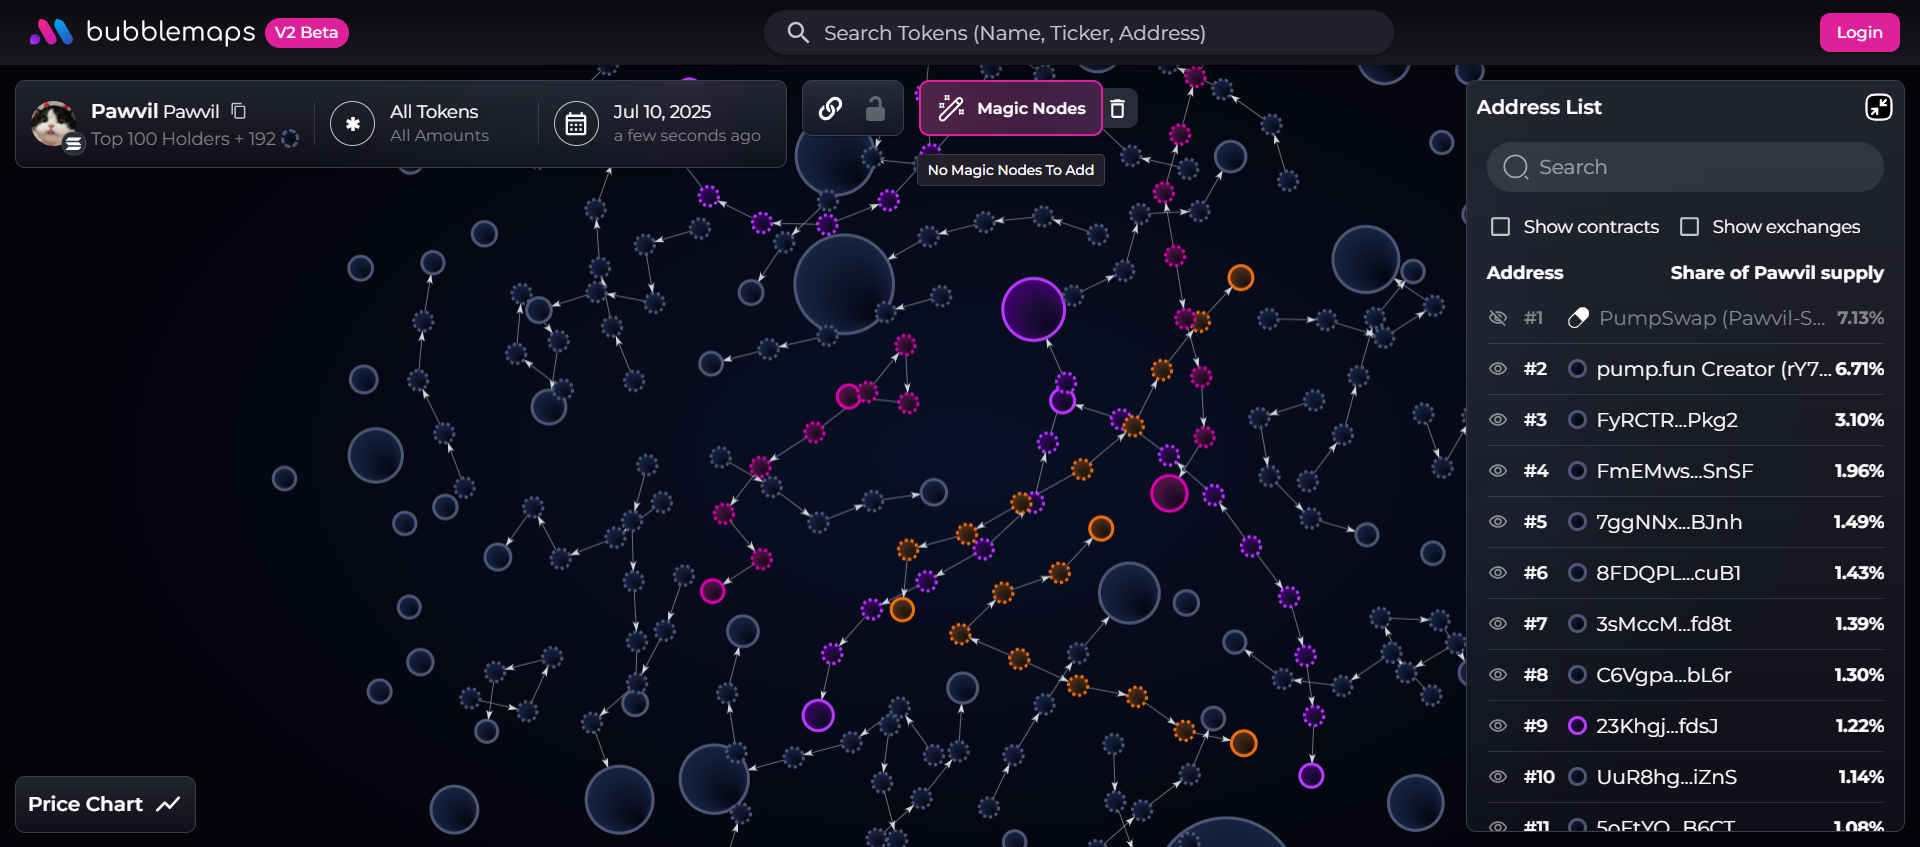 bubblemaps V2 Beta
Search Tokens (Name, Ticker, Address)
Login
Pawvil Pawvil
Top 100 Holders + 192
All Tokens
All Amounts
Jul 10, 2025
a few seconds ago
Magic Nodes
No Magic Nodes To Add
Address List
Search
Show contracts Show exchanges
Address Share of Pawvil supply
#1 PumpSwap (Pawvil-S... 7.13%
#2 pump.fun Creator (rY7... 6.71%
#3 FyRCTR...Pkg2 3.10%
#4 FmEMws...SnSF 1.96%
#5 7ggNNx...BJnh 1.49%
#6 8FDQPL...cuB1 1.43%
#7 3sMccM...fd8t 1.39%
#8 C6Vgpa...bL6r 1.30%
#9 23Khgj...fdsJ 1.22%
#10 UuR8hg...iZnS 1.14%
#11 1.08%
Price Chart